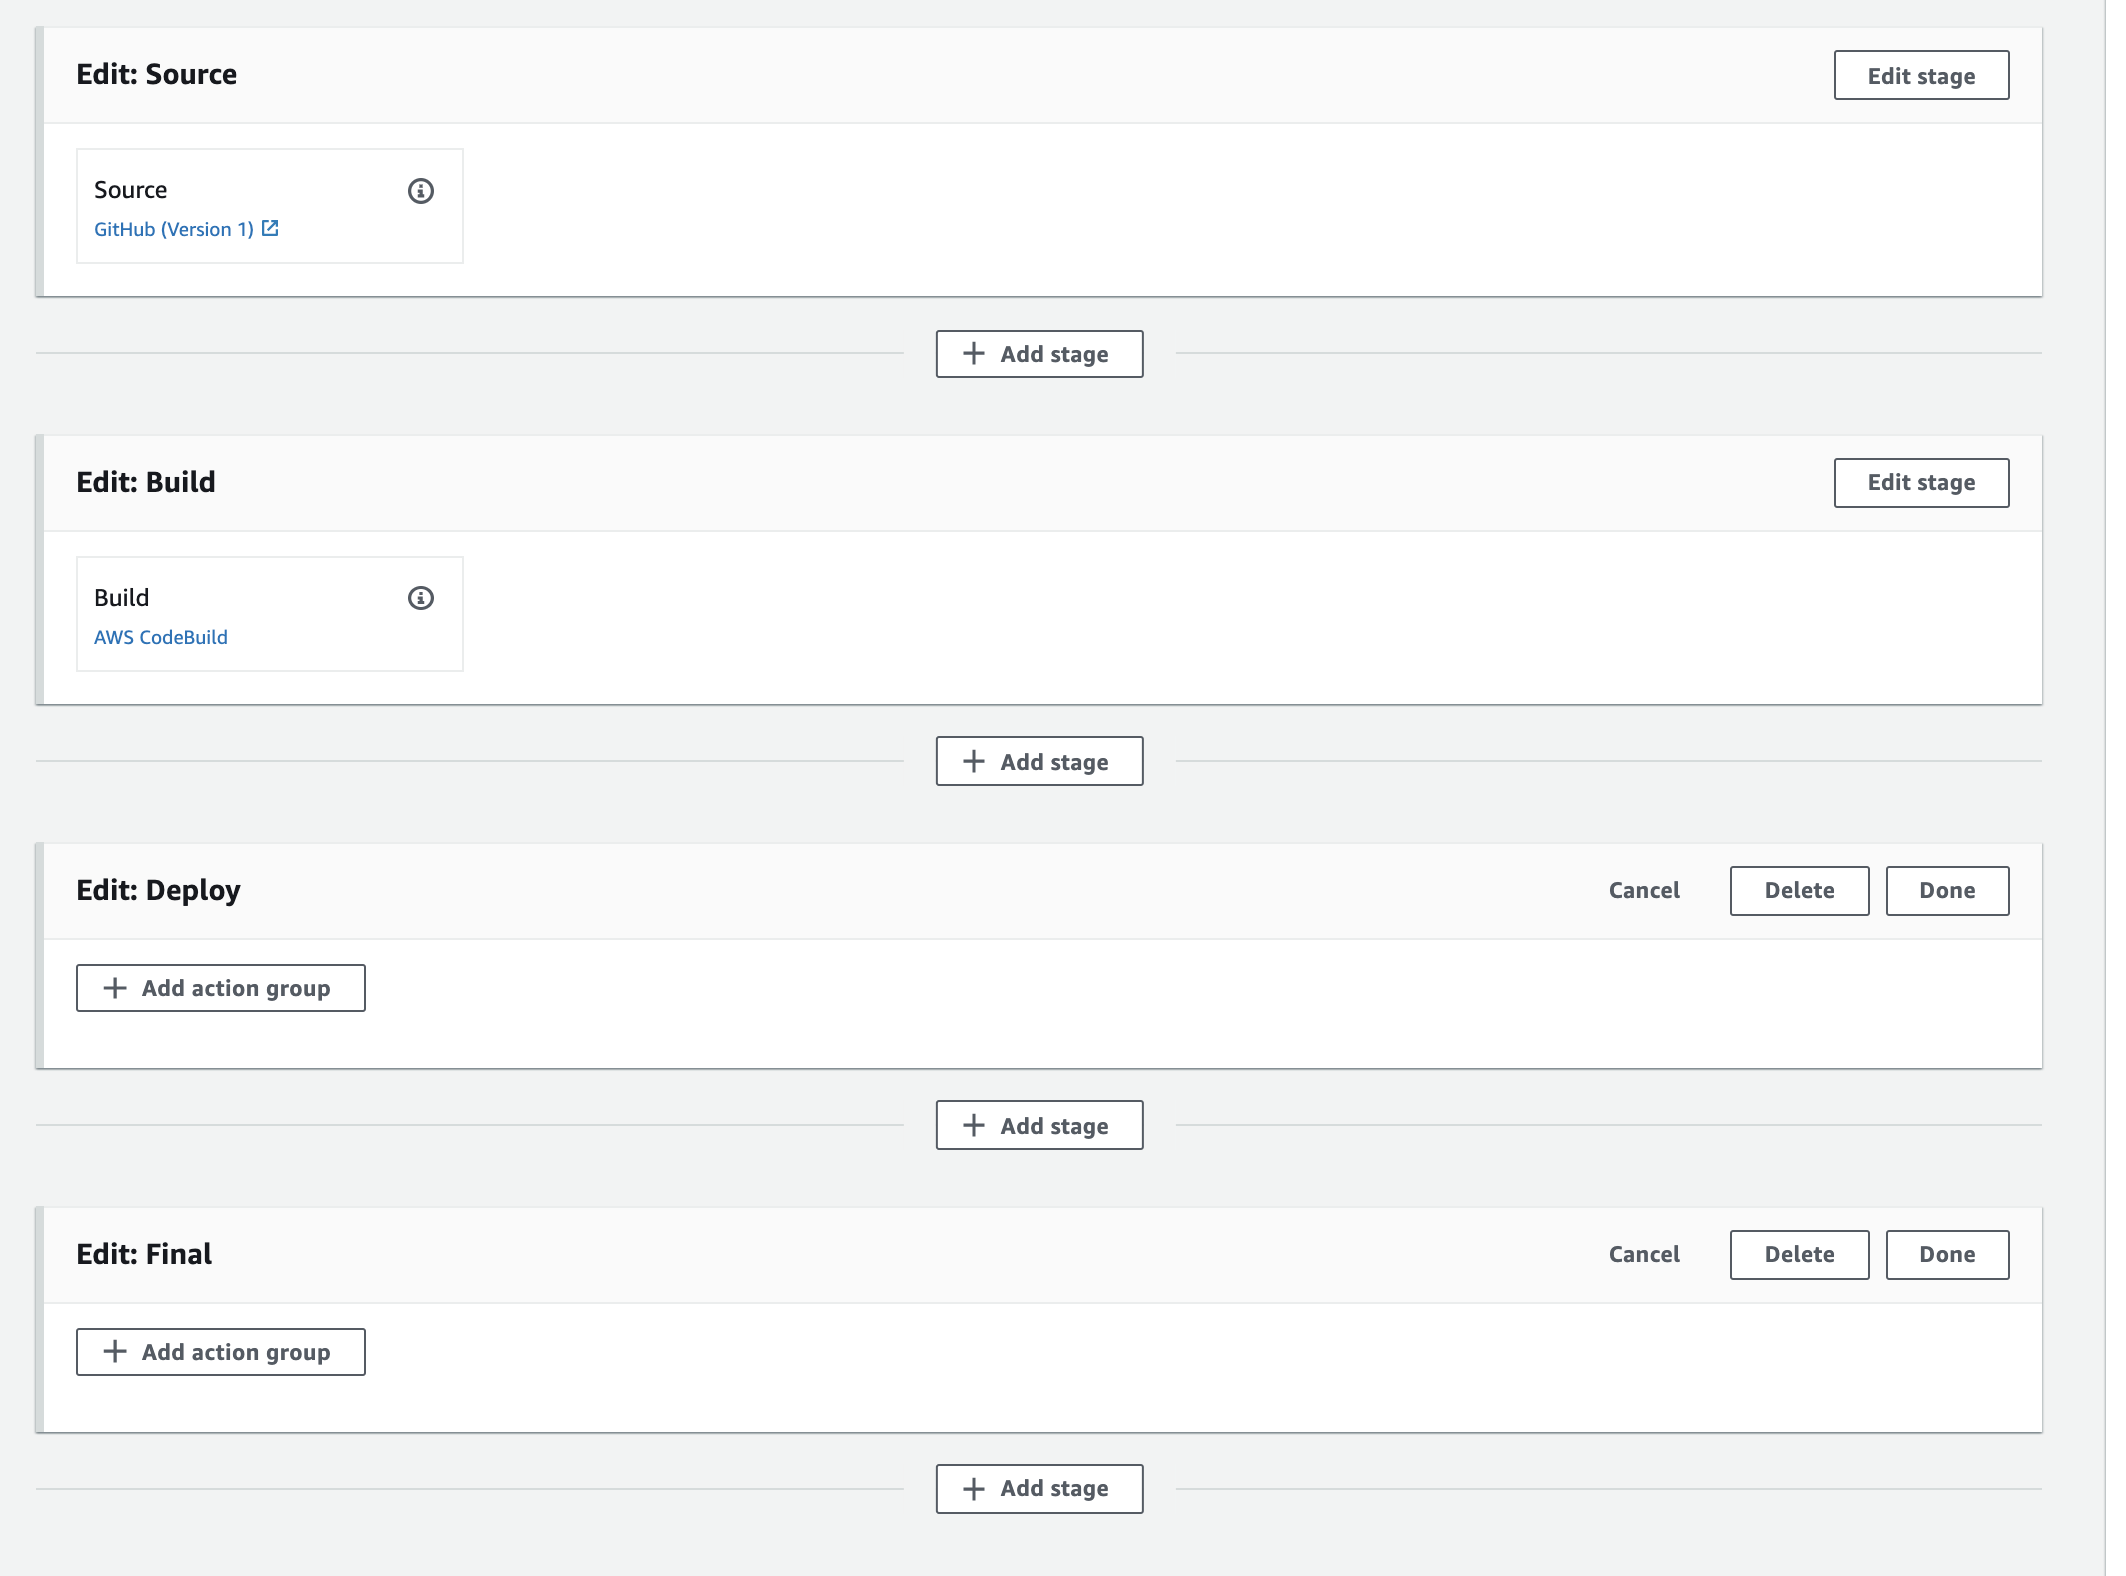 Edit: Source
Edit stage
Source
GitHub (Version 1)
Add stage
Edit: Build
Edit stage
Build
AWS CodeBuild
Add stage
Edit: Deploy
Cancel
Delete
Done
Add action group
Add stage
Edit: Final
Cancel
Delete
Done
Add action group
Add stage